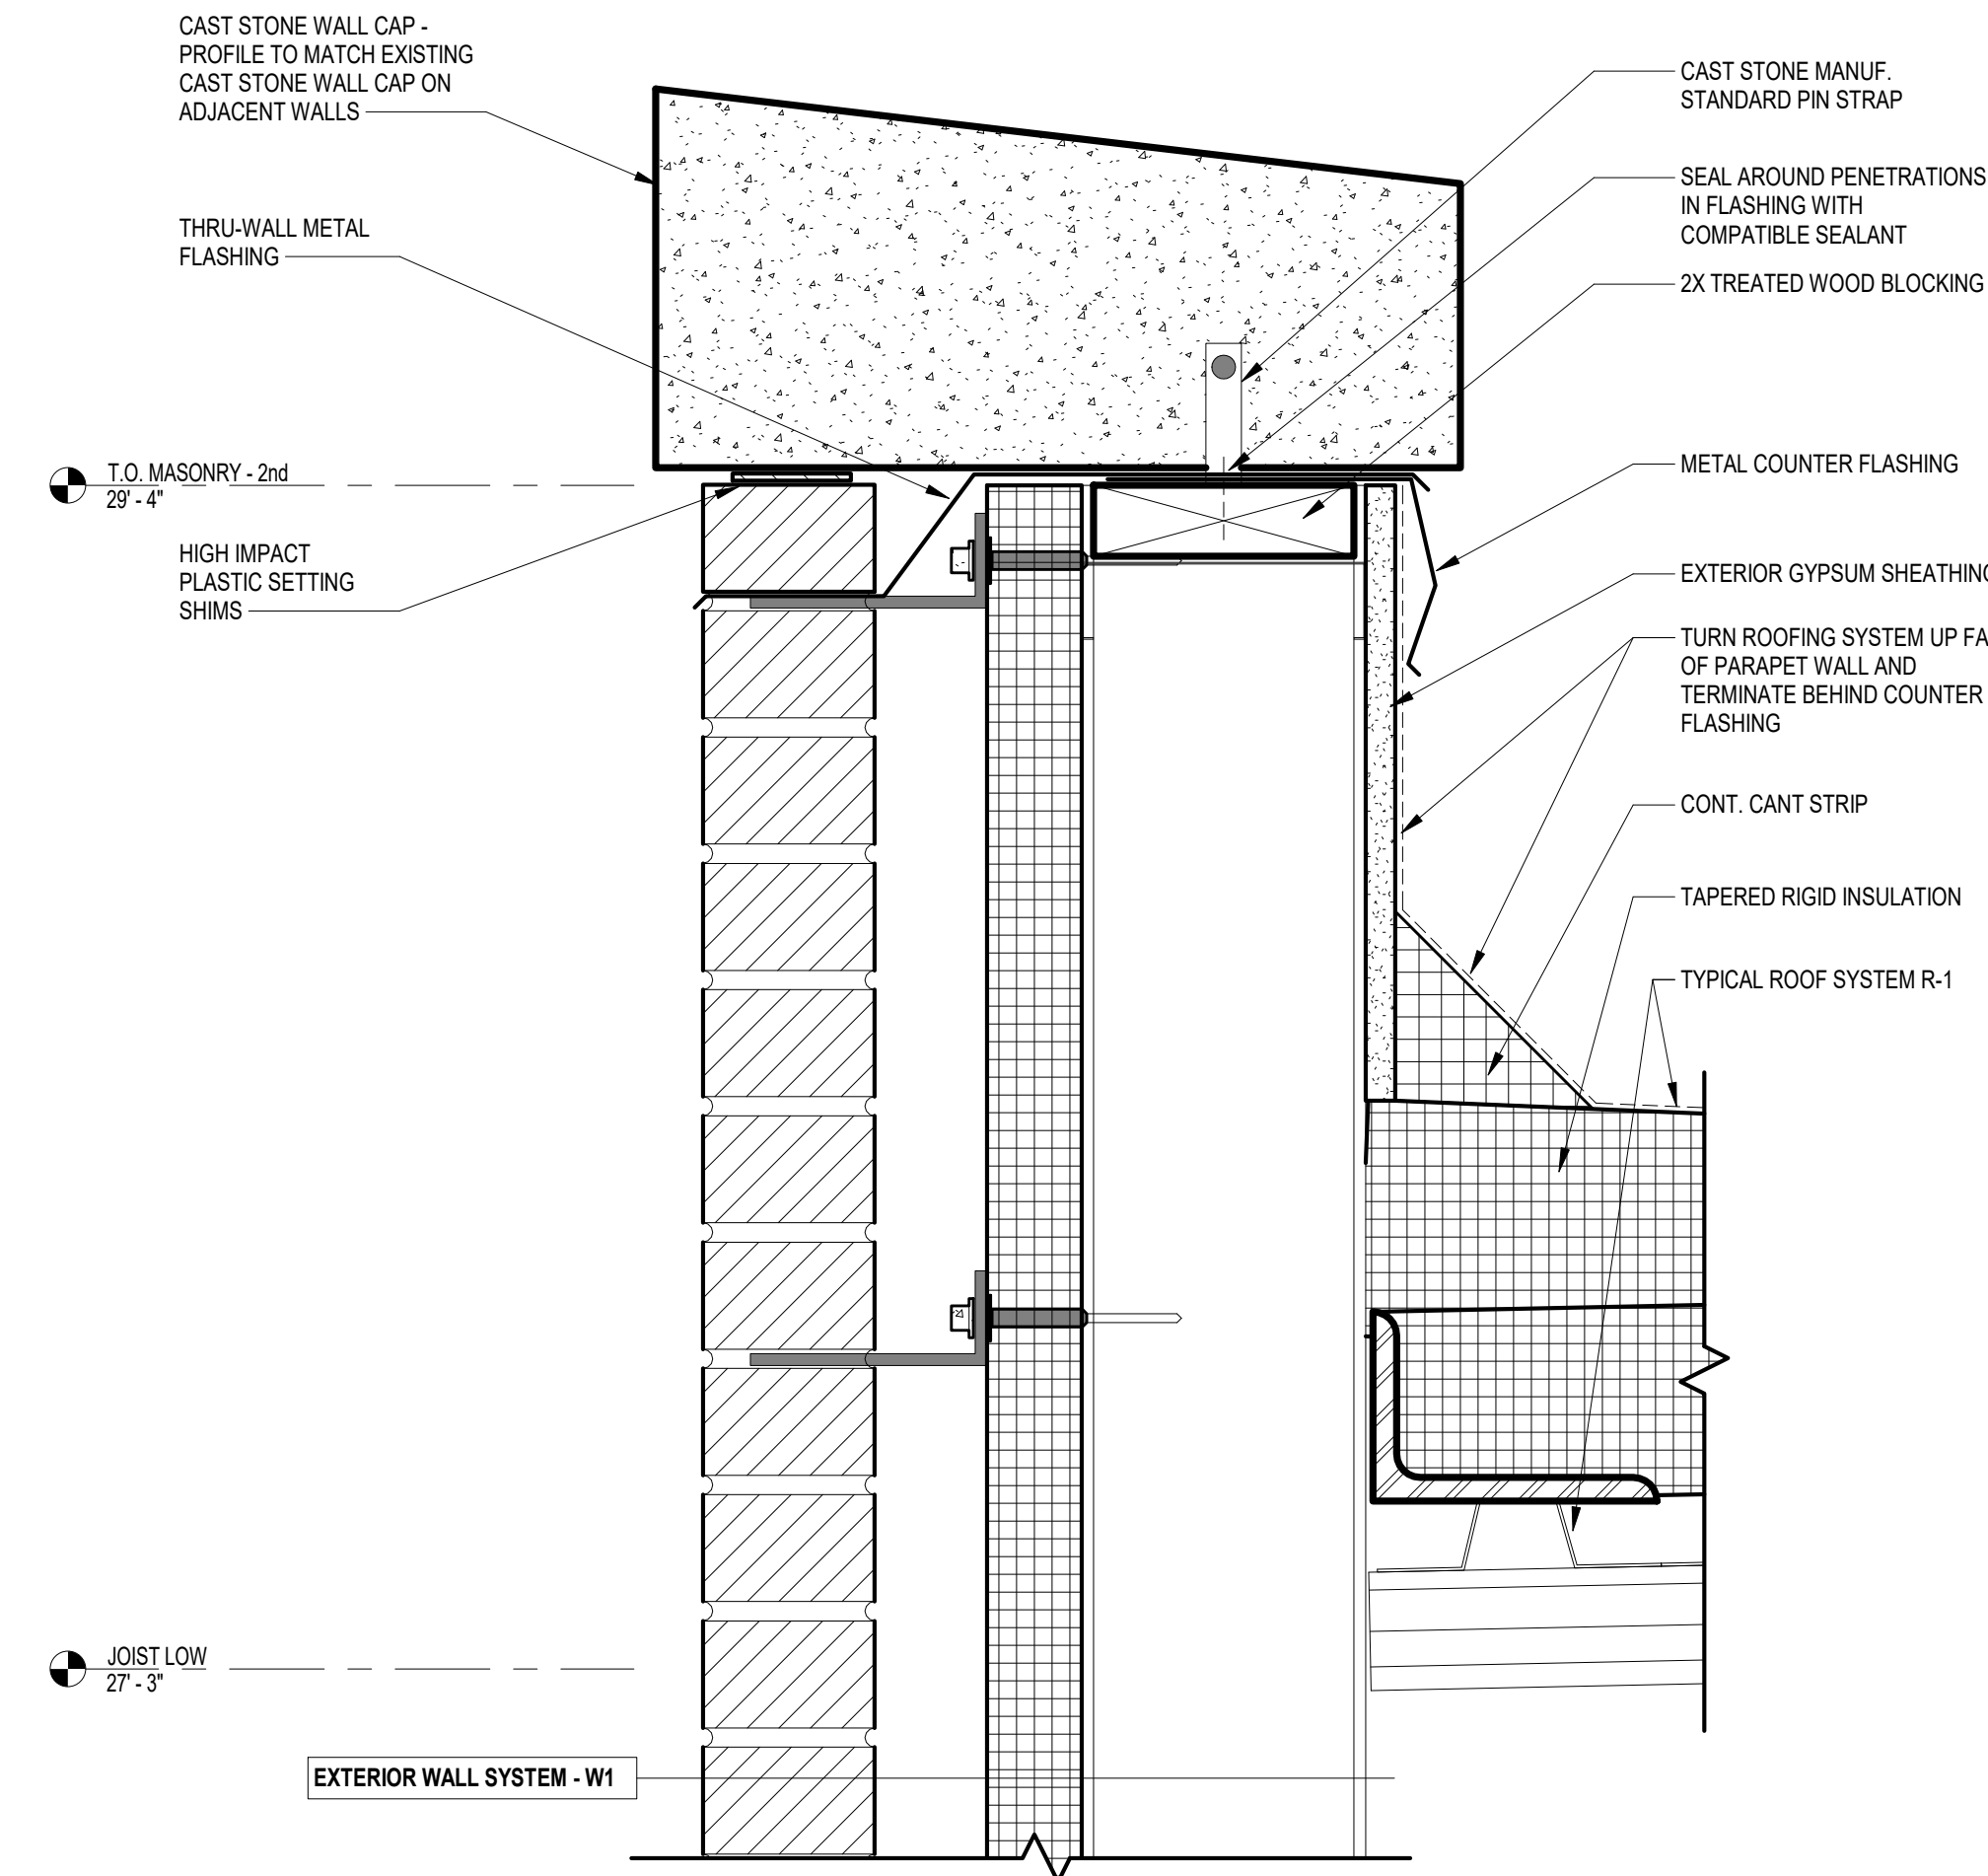 CAST STONE WALL CAP -
PROFILE TO MATCH EXISTING
CAST STONE WALL CAP ON
ADJACENT WALLS
THRU-WALL METAL
FLASHING
T.O. MASONRY - 2nd
29' - 4"
HIGH IMPACT
PLASTIC SETTING
SHIMS
JOIST LOW
27' - 3"
EXTERIOR WALL SYSTEM - W1
CAST STONE MANUF.
STANDARD PIN STRAP
SEAL AROUND PENETRATIONS
IN FLASHING WITH
COMPATIBLE SEALANT
2X TREATED WOOD BLOCKING
METAL COUNTER FLASHING
EXTERIOR GYPSUM SHEATHING
TURN ROOFING SYSTEM UP
OF PARAPET WALL AND
TERMINATE BEHIND COUNTER
FLASHING
CONT. CANT STRIP
TAPERED RIGID INSULATION
TYPICAL ROOF SYSTEM R-1